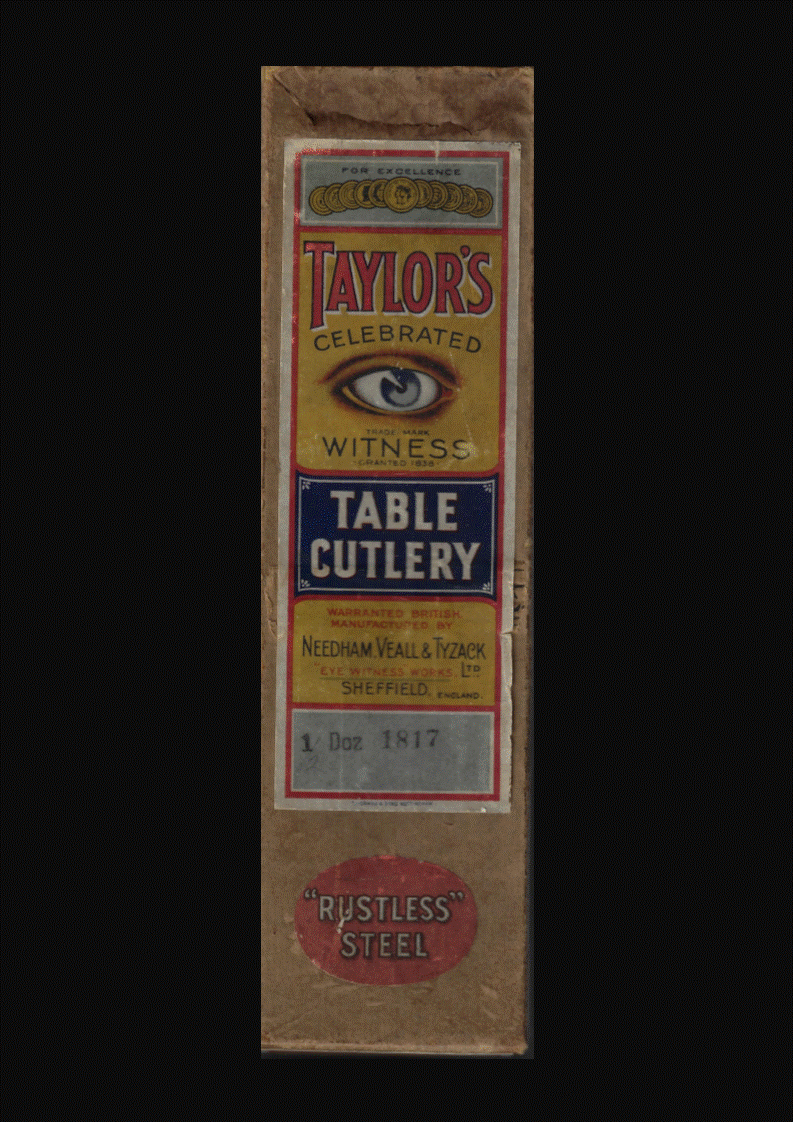 FOR EXCELLENCE
TAYLOR'S
CELEBRATED
TRADE MARK
WITNESS
GRANTED 1838
TABLE
CUTLERY
WARRANTED BRITISH
MANUFACTURED BY
NEEDHAM, VEALL & TYZACK
"EYE WITNESS WORKS. LTD
SHEFFIELD, ENGLAND.
1 Doz 1817
"RUSTLESS"
STEEL